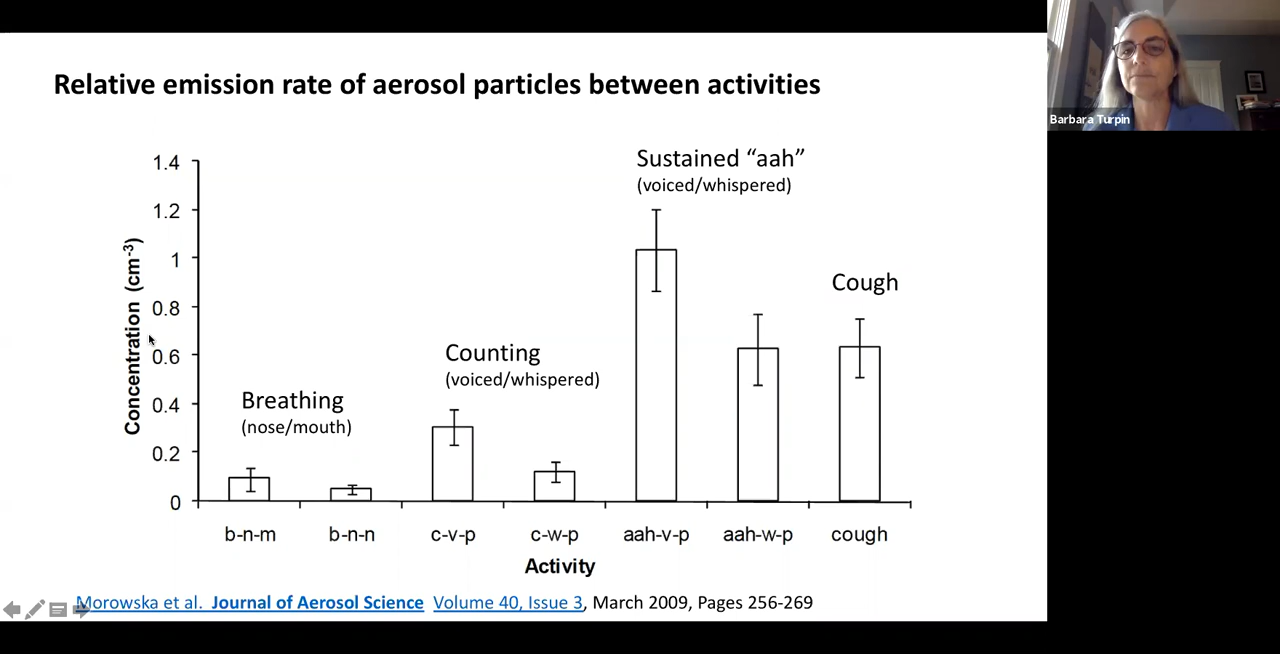 Relative emission rate of aerosol particles between activities
Barbara Turpin
Sustained “aah”
(voiced/whispered)
Cough
Counting
(voiced/whispered)
Breathing
(nose/mouth)
Concentration (cm-3)
1.4
1.2
1
0.8
0.6
0.4
0.2
0
b-n-m b-n-n c-v-p c-w-p aah-v-p aah-w-p cough
Activity
Morowska et al. Journal of Aerosol Science Volume 40, Issue 3, March 2009, Pages 256-269